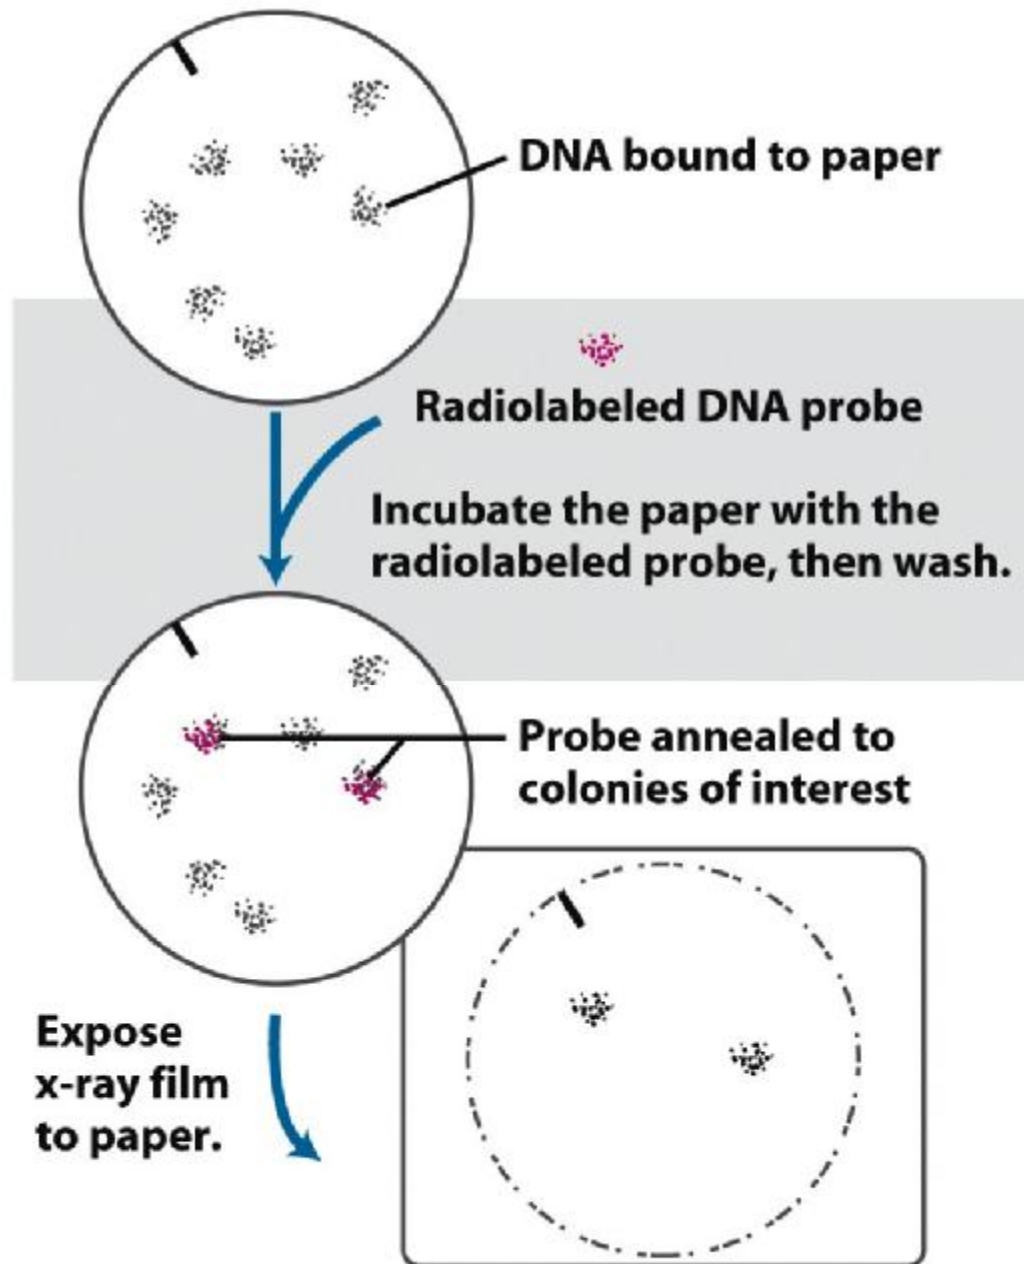 DNA bound to paper
Radiolabeled DNA probe
Incubate the paper with the
radiolabeled probe, then wash.
Probe annealed to
colonies of interest
Expose
x-ray film
to paper.